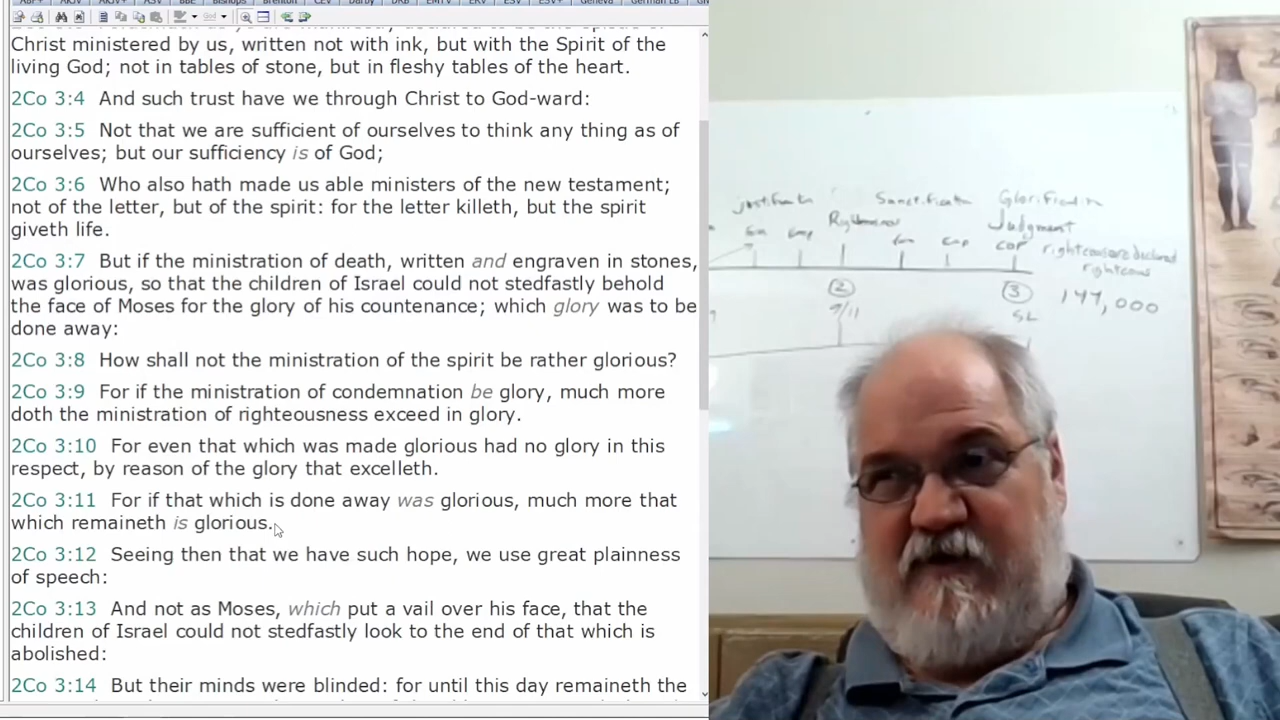 Christ ministered by us, written not with ink, but with the Spirit of the
living God; not in tables of stone, but in fleshy tables of the heart.
2Co 3:4 And such trust have we through Christ to God-ward:
2Co 3:5 Not that we are sufficient of ourselves to think any thing as of
ourselves; but our sufficiency is of God;
2Co 3:6 Who also hath made us able ministers of the new testament;
not of the letter, but of the spirit: for the letter killeth, but the spirit
giveth life.
2Co 3:7 But if the ministration of death, written and engraven in stones,
was glorious, so that the children of Israel could not stedfastly behold
the face of Moses for the glory of his countenance; which glory was to be
done away:
2Co 3:8 How shall not the ministration of the spirit be rather glorious?
2Co 3:9 For if the ministration of condemnation be glory, much more
doth the ministration of righteousness exceed in glory.
2Co 3:10 For even that which was made glorious had no glory in this
respect, by reason of the glory that excelleth.
2Co 3:11 For if that which is done away was glorious, much more that
which remaineth is glorious.
2Co 3:12 Seeing then that we have such hope, we use great plainness
of speech:
2Co 3:13 And not as Moses, which put a vail over his face, that the
children of Israel could not stedfastly look to the end of that which is
abolished:
2Co 3:14 But their minds were blinded: for until this day remaineth the
Judgment
righteous are declared
righteous
2
3
9/11
SL
144,000